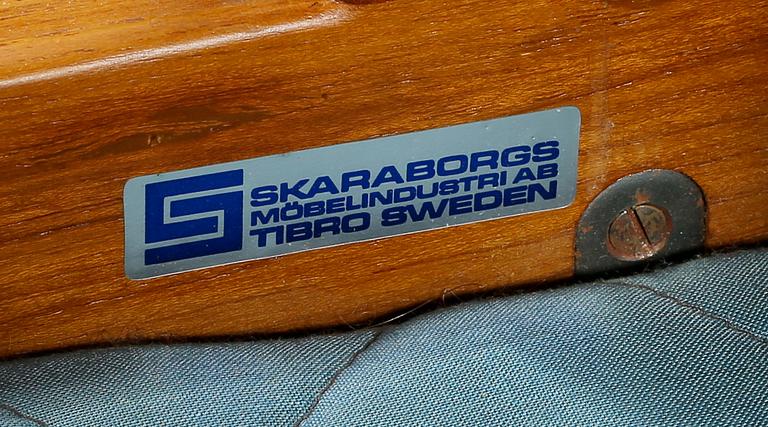 SKARABORGS
MÖBELINDUSTRI AB
TIBRO SWEDEN